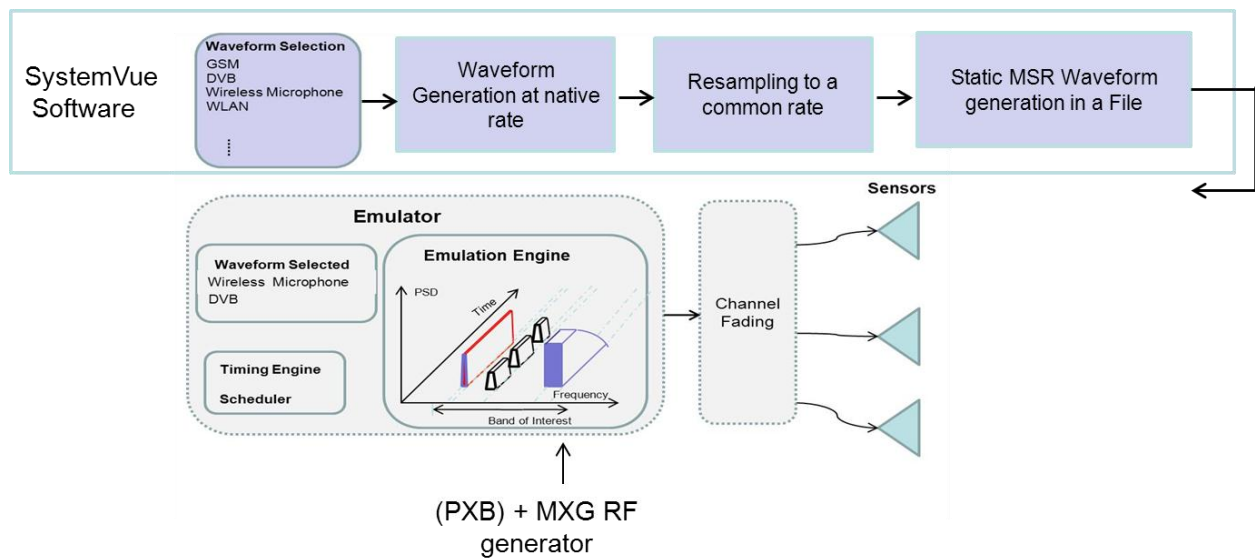 SystemVue
Software
Waveform Selection
GSM
DVB
Wireless Microphone
WLAN
Waveform
Generation at native
rate
Resampling to a
common rate
Static MSR Waveform
generation in a File
Emulator
Waveform Selected
Wireless Microphone
DVB
Timing Engine
Scheduler
Emulation Engine
PSD
Time
Frequency
Band of Interest
Channel
Fading
Sensors
(PXB) + MXG RF
generator